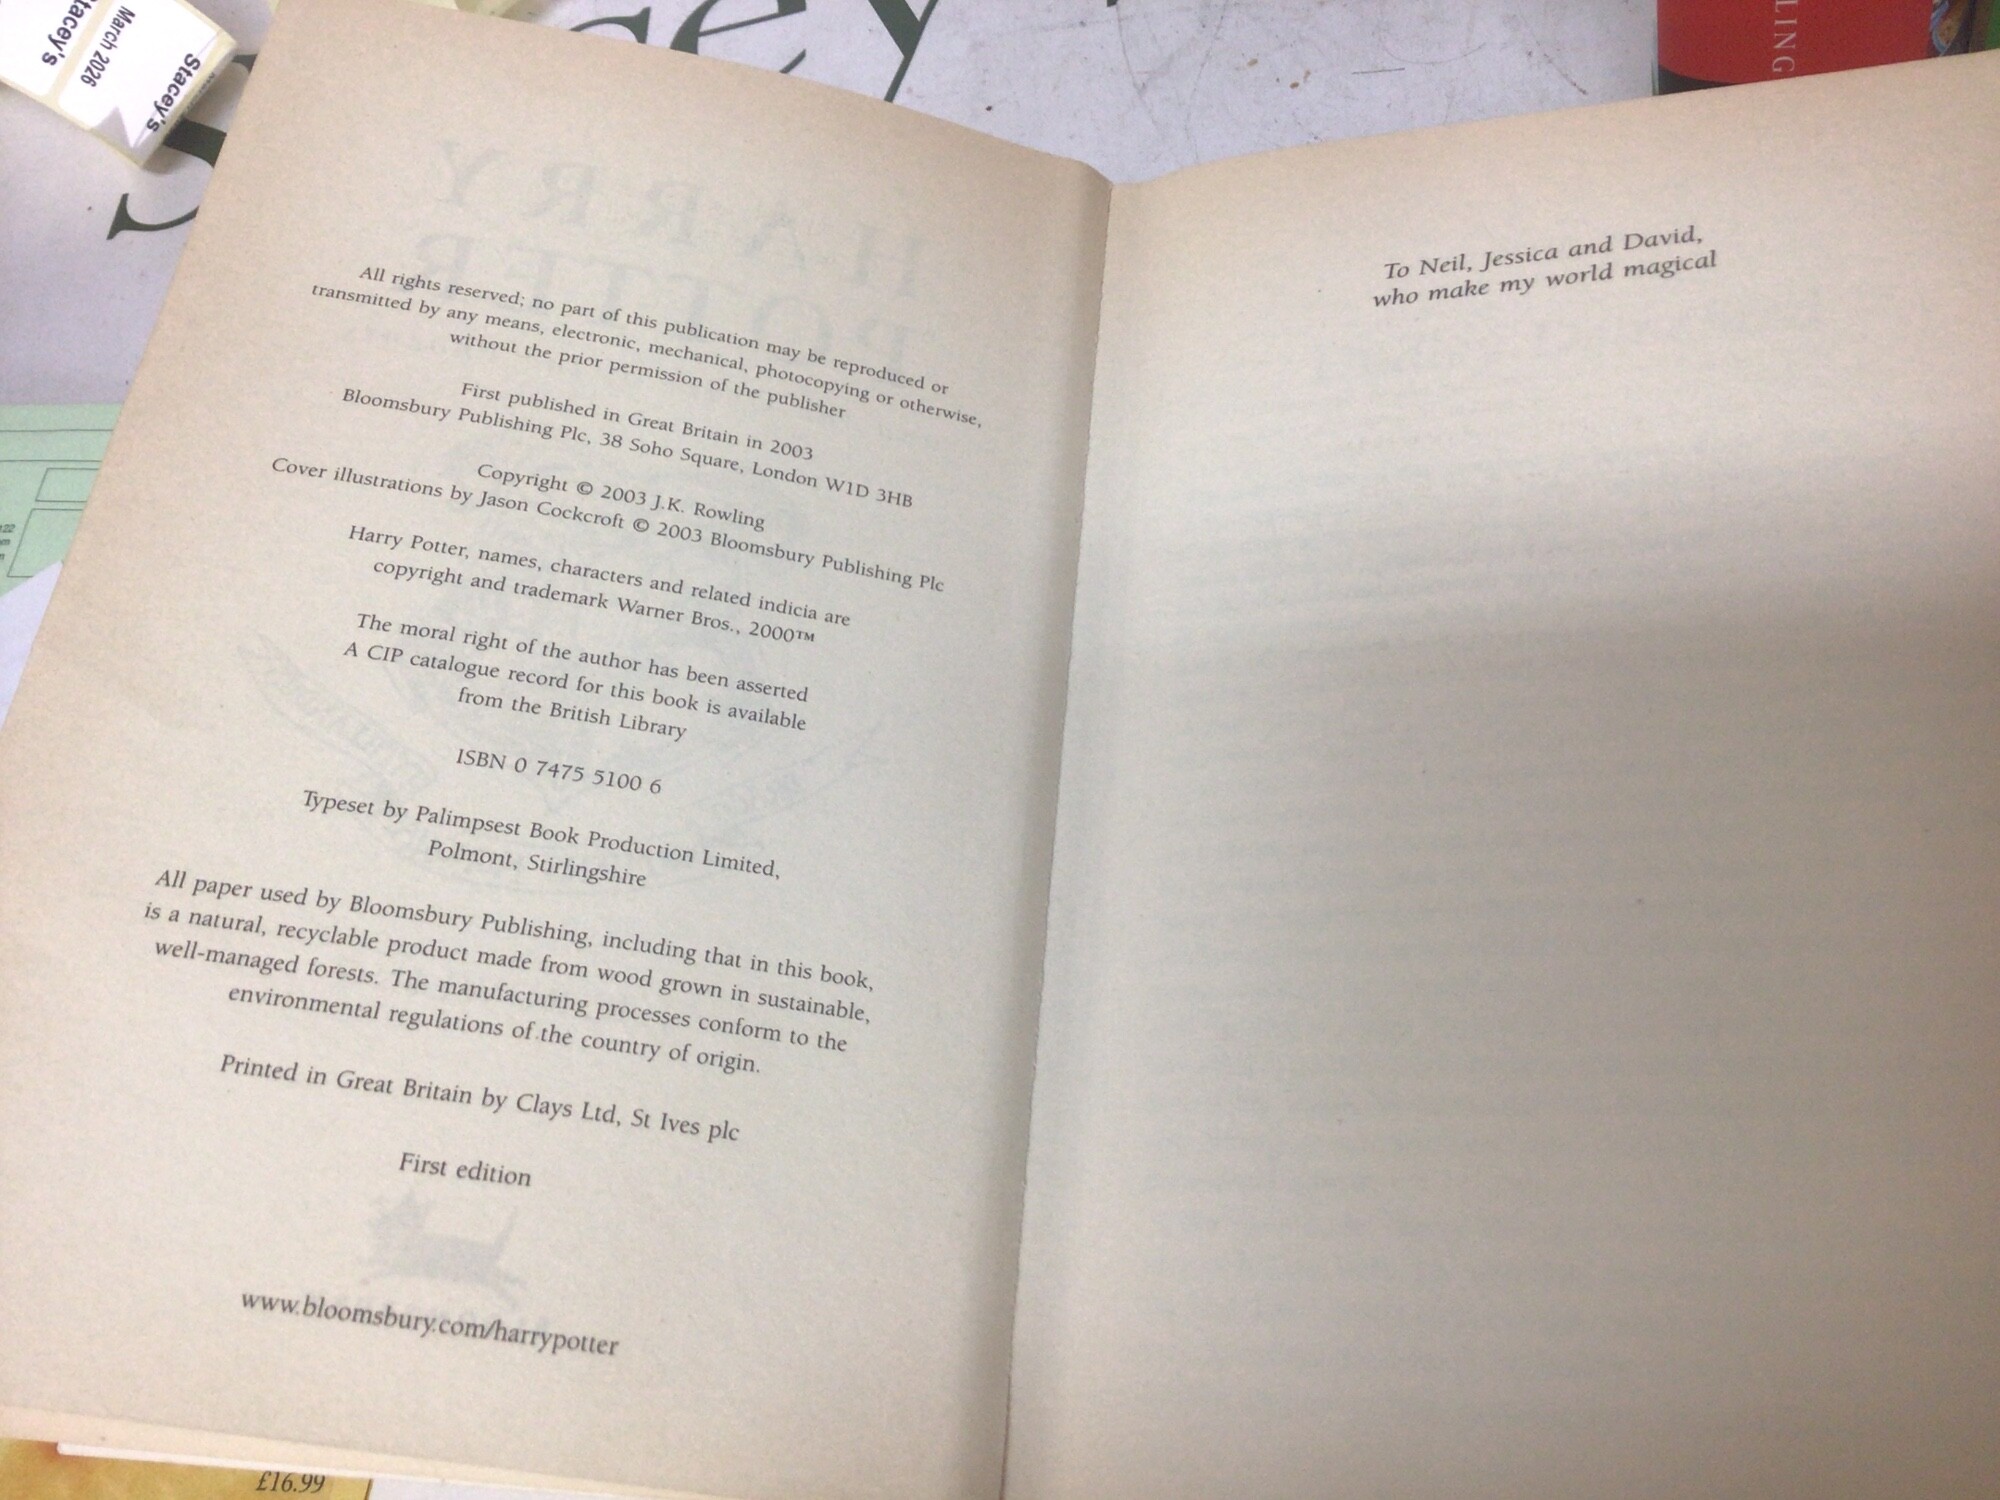 Stacey's
March 2026
Stacey's
LING
All rights reserved; no part of this publication may be reproduced or
transmitted by any means, electronic, mechanical, photocopying or otherwise,
without the prior permission of the publisher
First published in Great Britain in 2003
Bloomsbury Publishing Plc, 38 Soho Square, London W1D 3HB
Copyright © 2003 J.K. Rowling
Cover illustrations by Jason Cockcroft © 2003 Bloomsbury Publishing Plc
Harry Potter, names, characters and related indicia are
copyright and trademark Warner Bros., 2000™
The moral right of the author has been asserted
A CIP catalogue record for this book is available
from the British Library
ISBN 0 7475 5100 6
Typeset by Palimpsest Book Production Limited,
Polmont, Stirlingshire
All paper used by Bloomsbury Publishing, including that in this book,
is a natural, recyclable product made from wood grown in sustainable,
well-managed forests. The manufacturing processes conform to the
environmental regulations of the country of origin.
Printed in Great Britain by Clays Ltd, St Ives plc
First edition
www.bloomsbury.com/harrypotter
£16.99
To Neil, Jessica and David,
who make my world magical